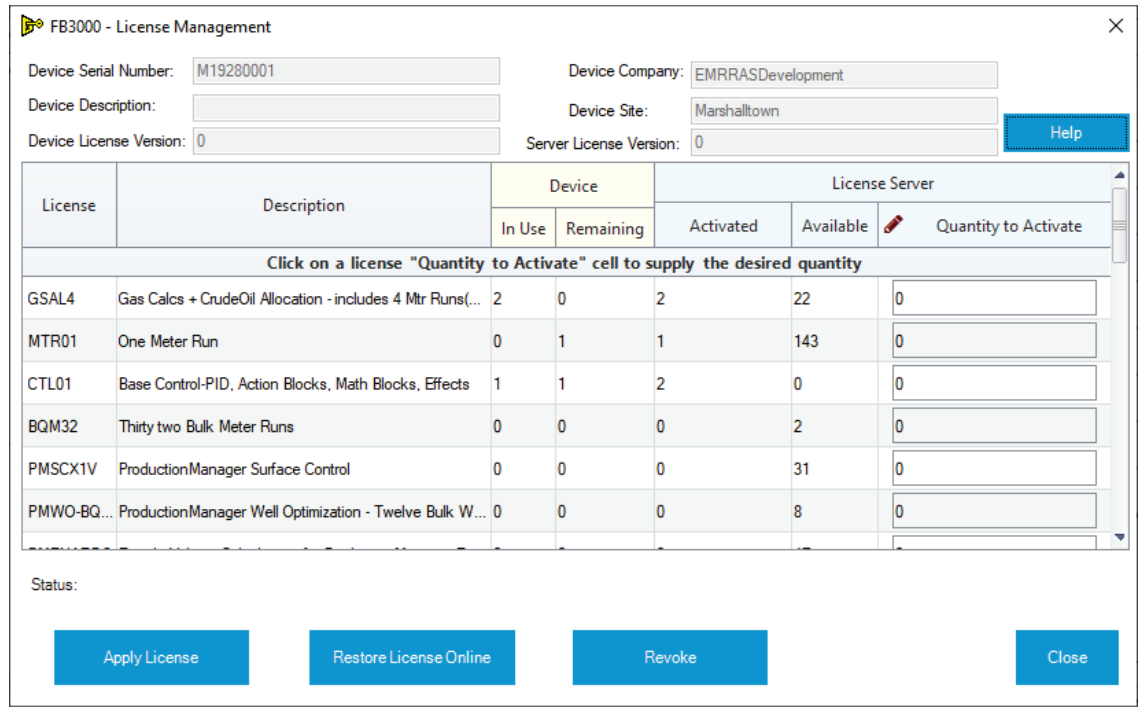 FB3000 - License Management
Device Serial Number: M19280001 Device Company: EMRRASDevelopment
Device Description: Device Site: Marshalltown
Device License Version: 0 Server License Version: 0 Help
License Description Device License Server
In Use Remaining Activated Available Quantity to Activate
Click on a license "Quantity to Activate" cell to supply the desired quantity
GSAL4 Gas Calcs + CrudeOil Allocation - includes 4 Mtr Runs(... 2 0 2 22 0
MTR01 One Meter Run 0 1 1 143 0
CTL01 Base Control-PID, Action Blocks, Math Blocks, Effects 1 1 2 0 0
BQM32 Thirty two Bulk Meter Runs 0 0 0 2 0
PMSCX1V ProductionManager Surface Control 0 0 0 31 0
PMWO-BQ... ProductionManager Well Optimization - Twelve Bulk W... 0 0 0 8 0
Status:
Apply License Restore License Online Revoke Close